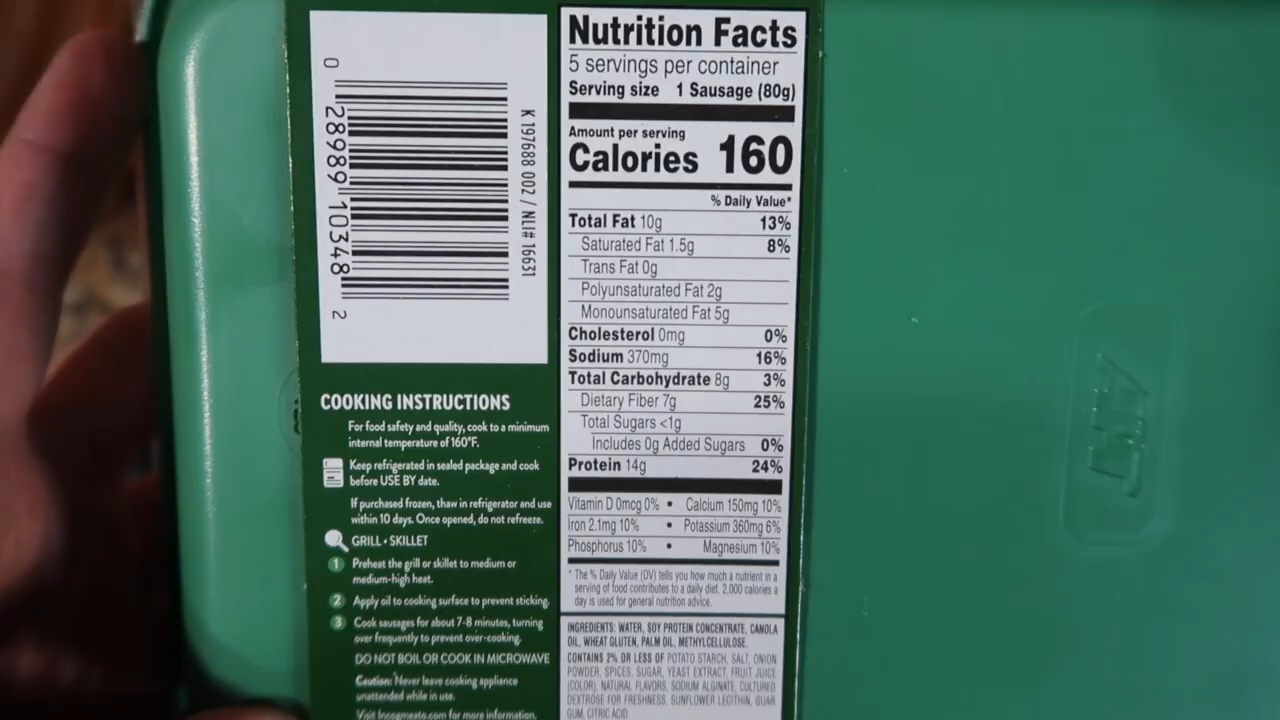 0
28989 10348
2
K 197688 002 / NLI# 16631
COOKING INSTRUCTIONS
For food safety and quality, cook to a minimum
internal temperature of 160°F.
Keep refrigerated in sealed package and cook
before USE BY date.
If purchased frozen, thaw in refrigerator and use
within 10 days. Once opened, do not refreeze.
GRILL • SKILLET
1 Preheat the grill or skillet to medium or
medium-high heat.
2 Apply oil to cooking surface to prevent sticking.
3 Cook sausages for about 7-8 minutes, turning
over frequently to prevent over-cooking.
DO NOT BOIL OR COOK IN MICROWAVE
Caution: Never leave cooking appliance
unattended while in use.
Visit Incogmeato.com for more information.
Nutrition Facts
5 servings per container
Serving size 1 Sausage (80g)
Amount per serving
Calories 160
% Daily Value*
Total Fat 10g 13%
Saturated Fat 1.5g 8%
Trans Fat 0g
Polyunsaturated Fat 2g
Monounsaturated Fat 5g
Cholesterol 0mg 0%
Sodium 370mg 16%
Total Carbohydrate 8g 3%
Dietary Fiber 7g 25%
Total Sugars <1g
Includes 0g Added Sugars 0%
Protein 14g 24%
Vitamin D 0mcg 0% • Calcium 150mg 10%
Iron 2.1mg 10% • Potassium 360mg 6%
Phosphorus 10% • Magnesium 10%
* The % Daily Value (DV) tells you how much a nutrient in a
serving of food contributes to a daily diet. 2,000 calories a
day is used for general nutrition advice.
INGREDIENTS: WATER, SOY PROTEIN CONCENTRATE, CANOLA
OIL, WHEAT GLUTEN, PALM OIL, METHYLCELLULOSE.
CONTAINS 2% OR LESS OF POTATO STARCH, SALT, ONION
POWDER, SPICES, SUGAR, YEAST EXTRACT, FRUIT JUICE
(COLOR), NATURAL FLAVORS, SODIUM ALGINATE, CULTURED
DEXTROSE FOR FRESHNESS, SUNFLOWER LECITHIN, GUAR
GUM, CITRIC ACID.